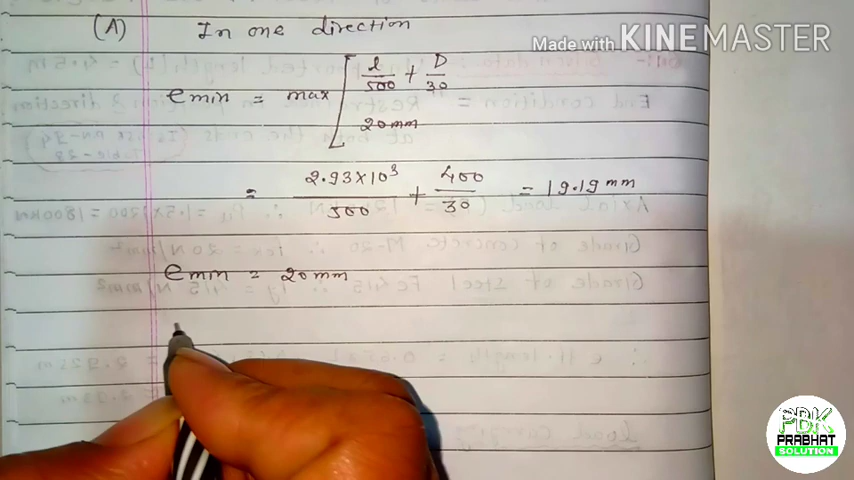 Made with KINEMASTER
(A) In one direction
emin = max [ l/500 + D/30
20mm
= 2.93×10³/500 + 400/30 = 19.19 mm
emin = 20mm
PBK
PRABHAT
SOLUTION